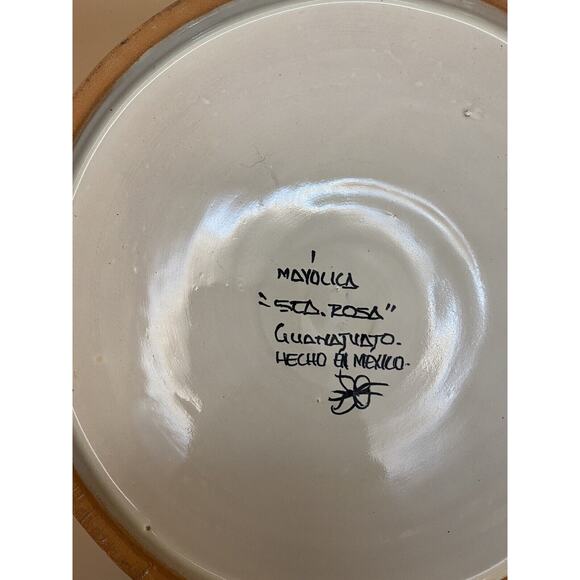 MAYOLICA
"STA. ROSA"
GUANAJUATO.
HECHO EN MEXICO.